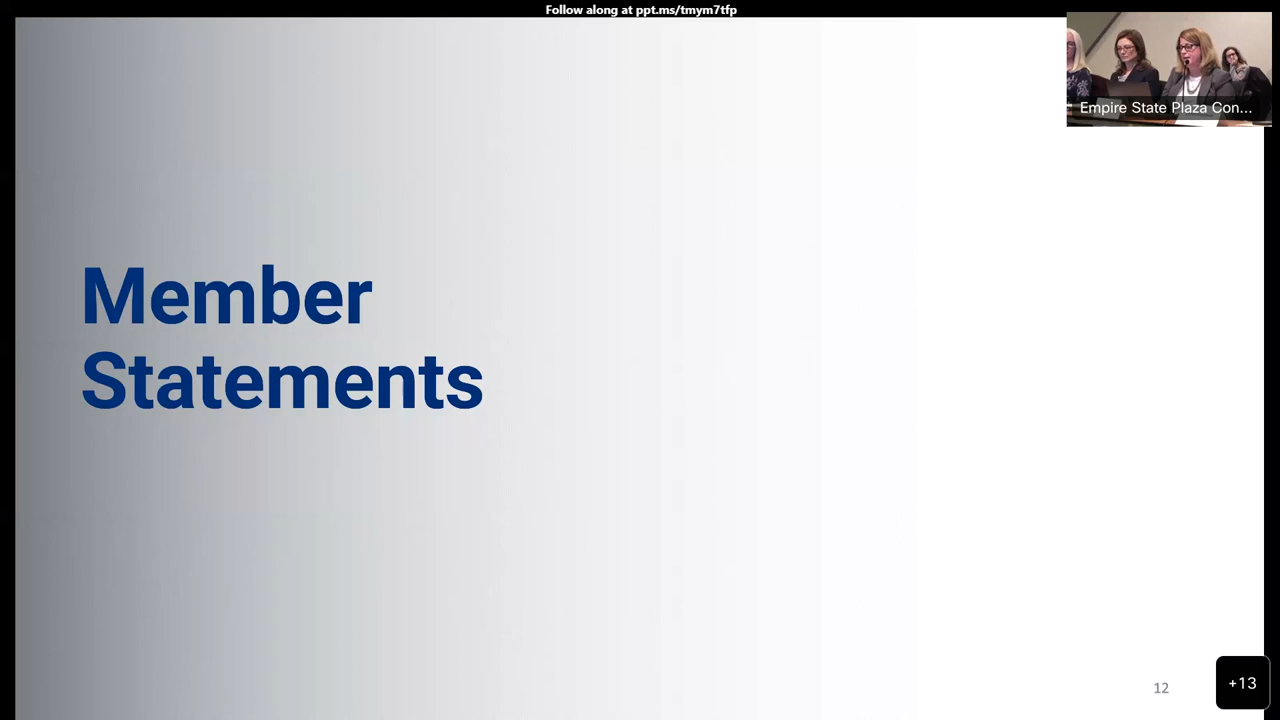 Follow along at ppt.ms/tmym7tfp
Empire State Plaza Con...
Member
Statements
12
+13